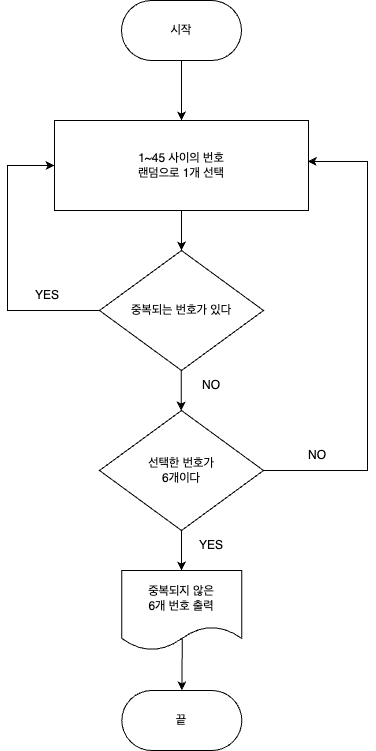 시작
1~45 사이의 번호
랜덤으로 1개 선택
YES
중복되는 번호가 있다
NO
선택한 번호가
6개이다
NO
YES
중복되지 않은
6개 번호 출력
끝